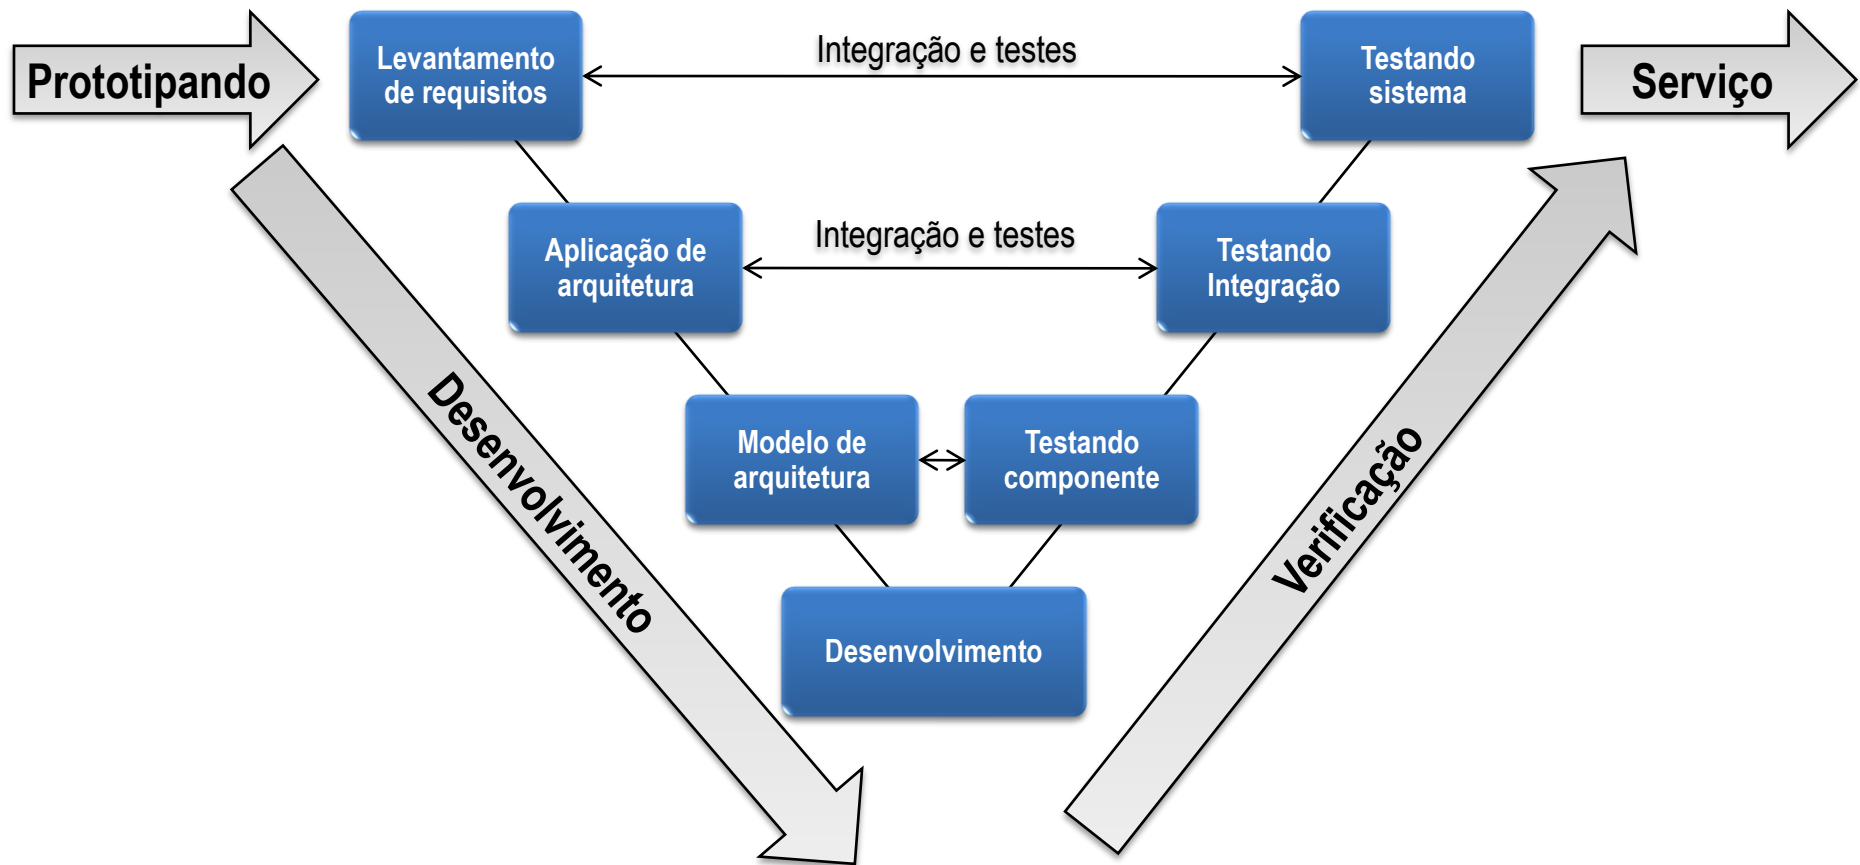 Prototipando
Levantamento
de requisitos
Integração e testes
Testando
sistema
Serviço
Aplicação de
arquitetura
Integração e testes
Testando
Integração
Desenvolvimento
Modelo de
arquitetura
Testando
componente
Verificação
Desenvolvimento